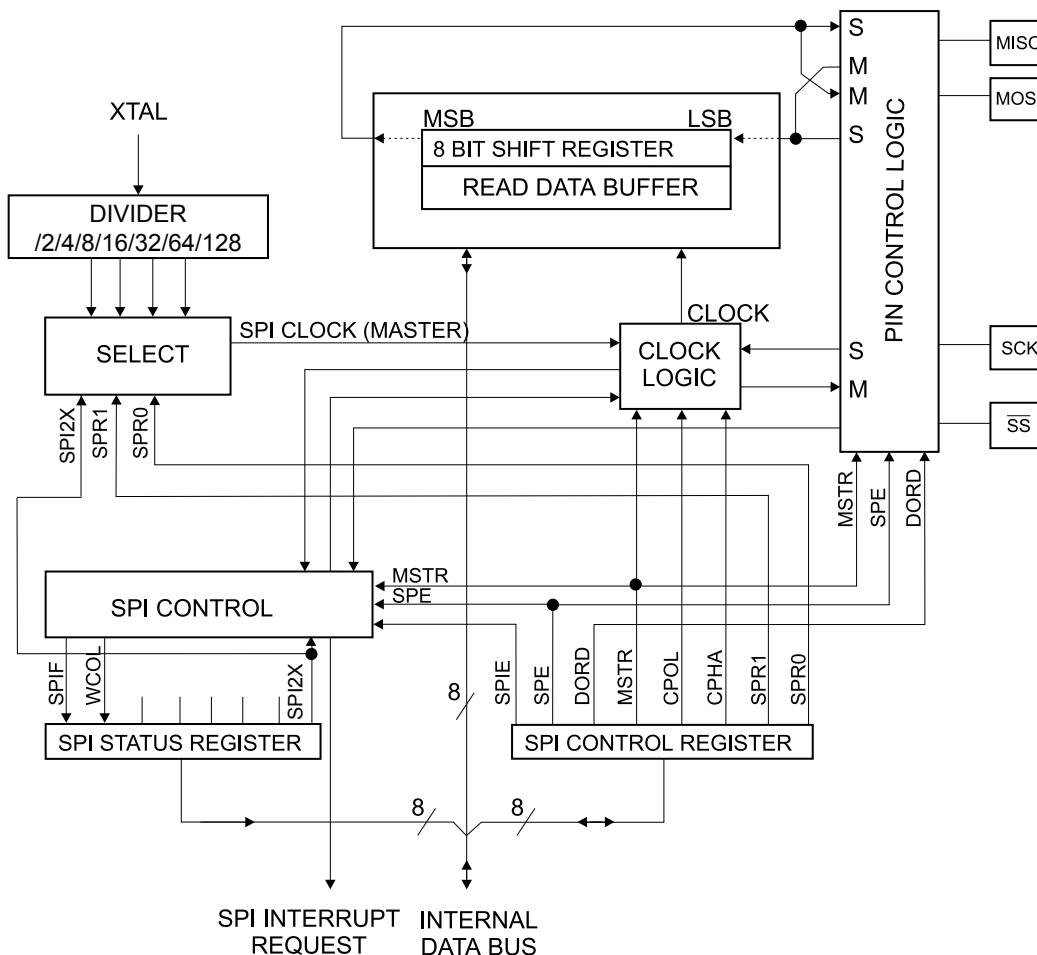 S
MISO
M
M
MOSI
XTAL
MSB
LSB
S
8 BIT SHIFT REGISTER
READ DATA BUFFER
DIVIDER
/2/4/8/16/32/64/128
PIN CONTROL LOGIC
SPI CLOCK (MASTER)
CLOCK
SELECT
CLOCK
LOGIC
S
M
SCK
SS
SPI2X
SPR1
SPR0
MSTR
SPE
DORD
SPI CONTROL
MSTR
SPE
SPIF
WCOL
SPI2X
SPIE
SPE
DORD
MSTR
CPOL
CPHA
SPR1
SPR0
8
SPI STATUS REGISTER
SPI CONTROL REGISTER
8
8
SPI INTERRUPT
REQUEST
INTERNAL
DATA BUS